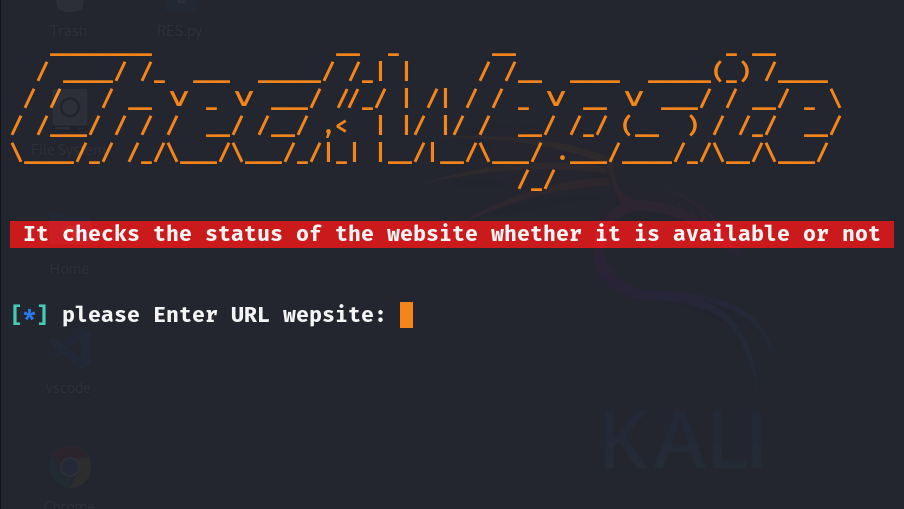 Trash RES.py
CheckWepsite
File System
It checks the status of the website whether it is available or not
Home
[*] please Enter URL wepsite:
vscode
KALI
Chrome